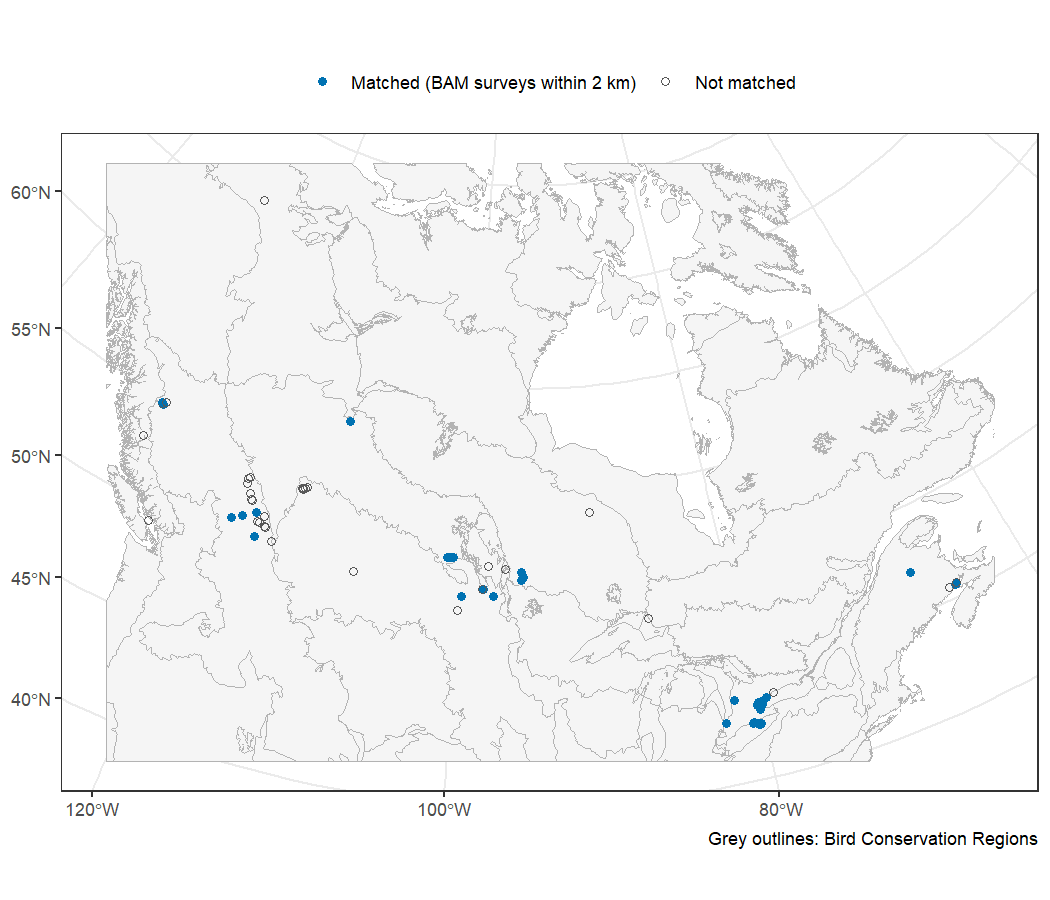 Matched (BAM surveys within 2 km) Not matched
60°N
55°N
50°N
45°N
40°N
120°W 100°W 80°W
Grey outlines: Bird Conservation Regions